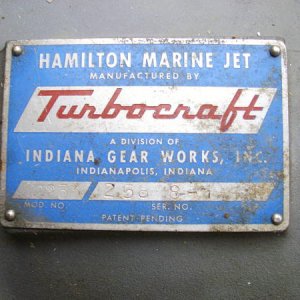 HAMILTON MARINE JET
MANUFACTURED BY
Turbocraft
A DIVISION OF
INDIANA GEAR WORKS, INC.
INDIANAPOLIS, INDIANA
MOD. NO. SER. NO.
PATENT PENDING